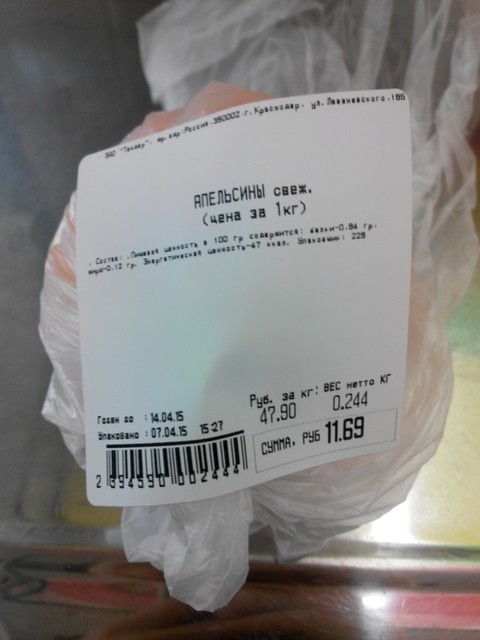 ЗАО "Тандер", юр.адр:Россия,350002,г.Краснодар, ул.Леваневского,185
АПЕЛЬСИНЫ свеж.
(цена за 1кг)
. Состав: .Пищевая ценность в 100 гр содержится: белки-0.84 гр,
жиры-0.12 гр. Энергетическая ценность-47 ккал. Упаковщик: 228
Руб. за кг: ВЕС нетто КГ
47.90 0.244
Годен до : 14.04.15
Упаковано : 07.04.15 15:27
СУММА, РУБ 11.69
2 394590 002444